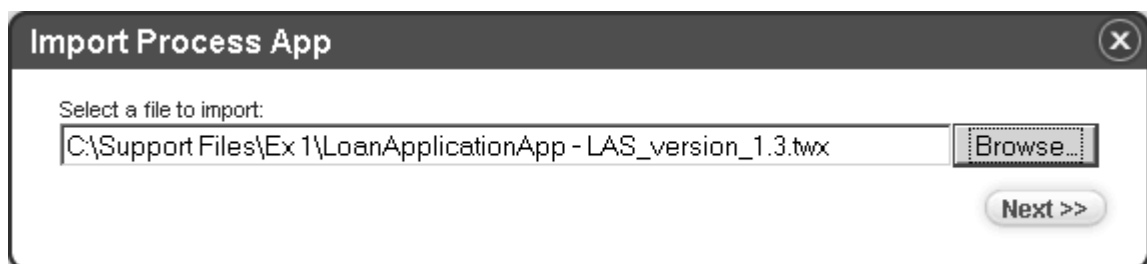 Import Process App
Select a file to import:
C:\Support Files\Ex 1\LoanApplicationApp - LAS_version_1.3.twx Browse...
Next >>